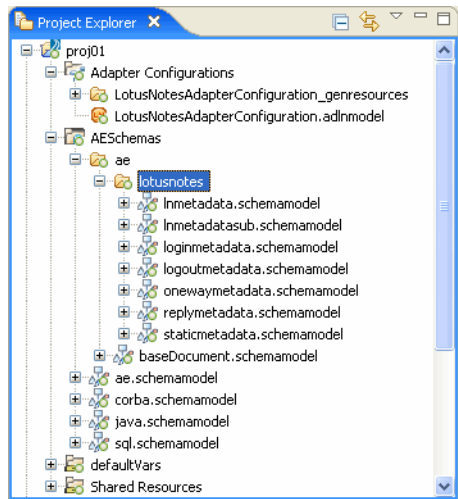 Project Explorer
proj01
Adapter Configurations
LotusNotesAdapterConfiguration_genresources
LotusNotesAdapterConfiguration.adlnmodel
AESchemas
ae
lotusnotes
lnmetadata.schemamodel
lnmetadatasub.schemamodel
loginmetadata.schemamodel
logoutmetadata.schemamodel
onewaymetadata.schemamodel
replymetadata.schemamodel
staticmetadata.schemamodel
baseDocument.schemamodel
ae.schemamodel
corba.schemamodel
java.schemamodel
sql.schemamodel
defaultVars
Shared Resources